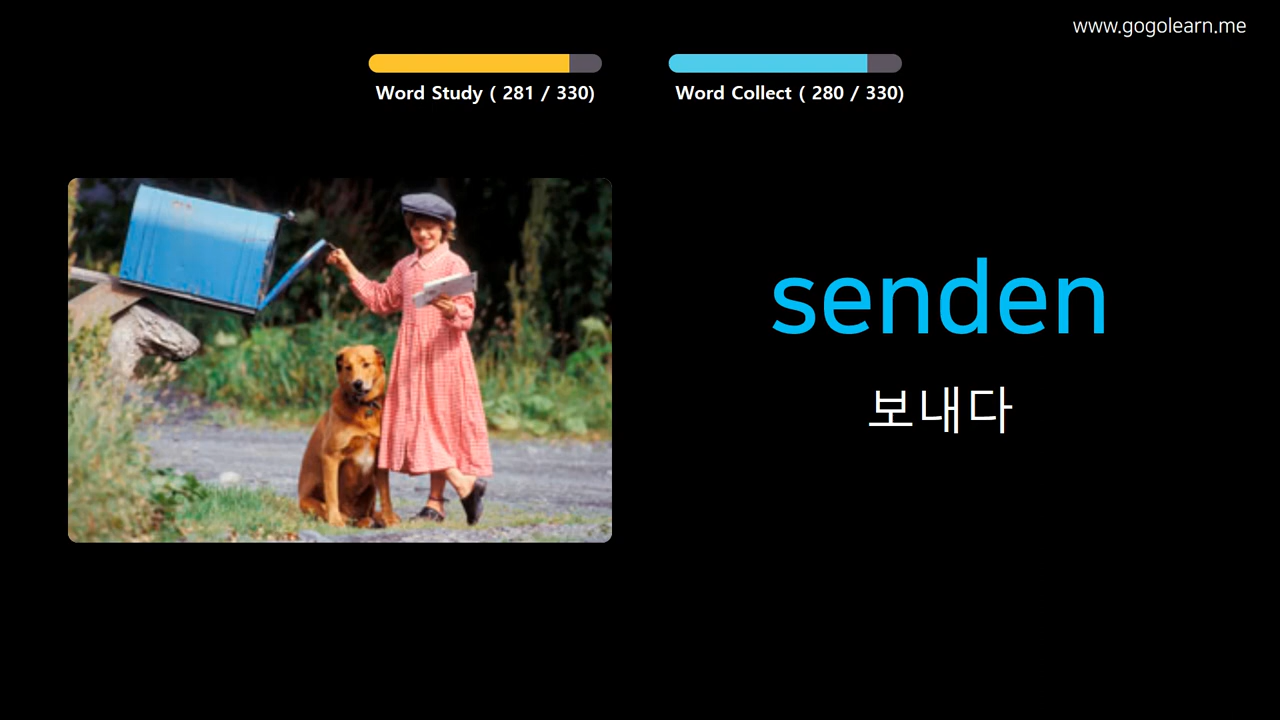 www.gogolearn.me
Word Study ( 281 / 330)
Word Collect ( 280 / 330)
senden
보내다